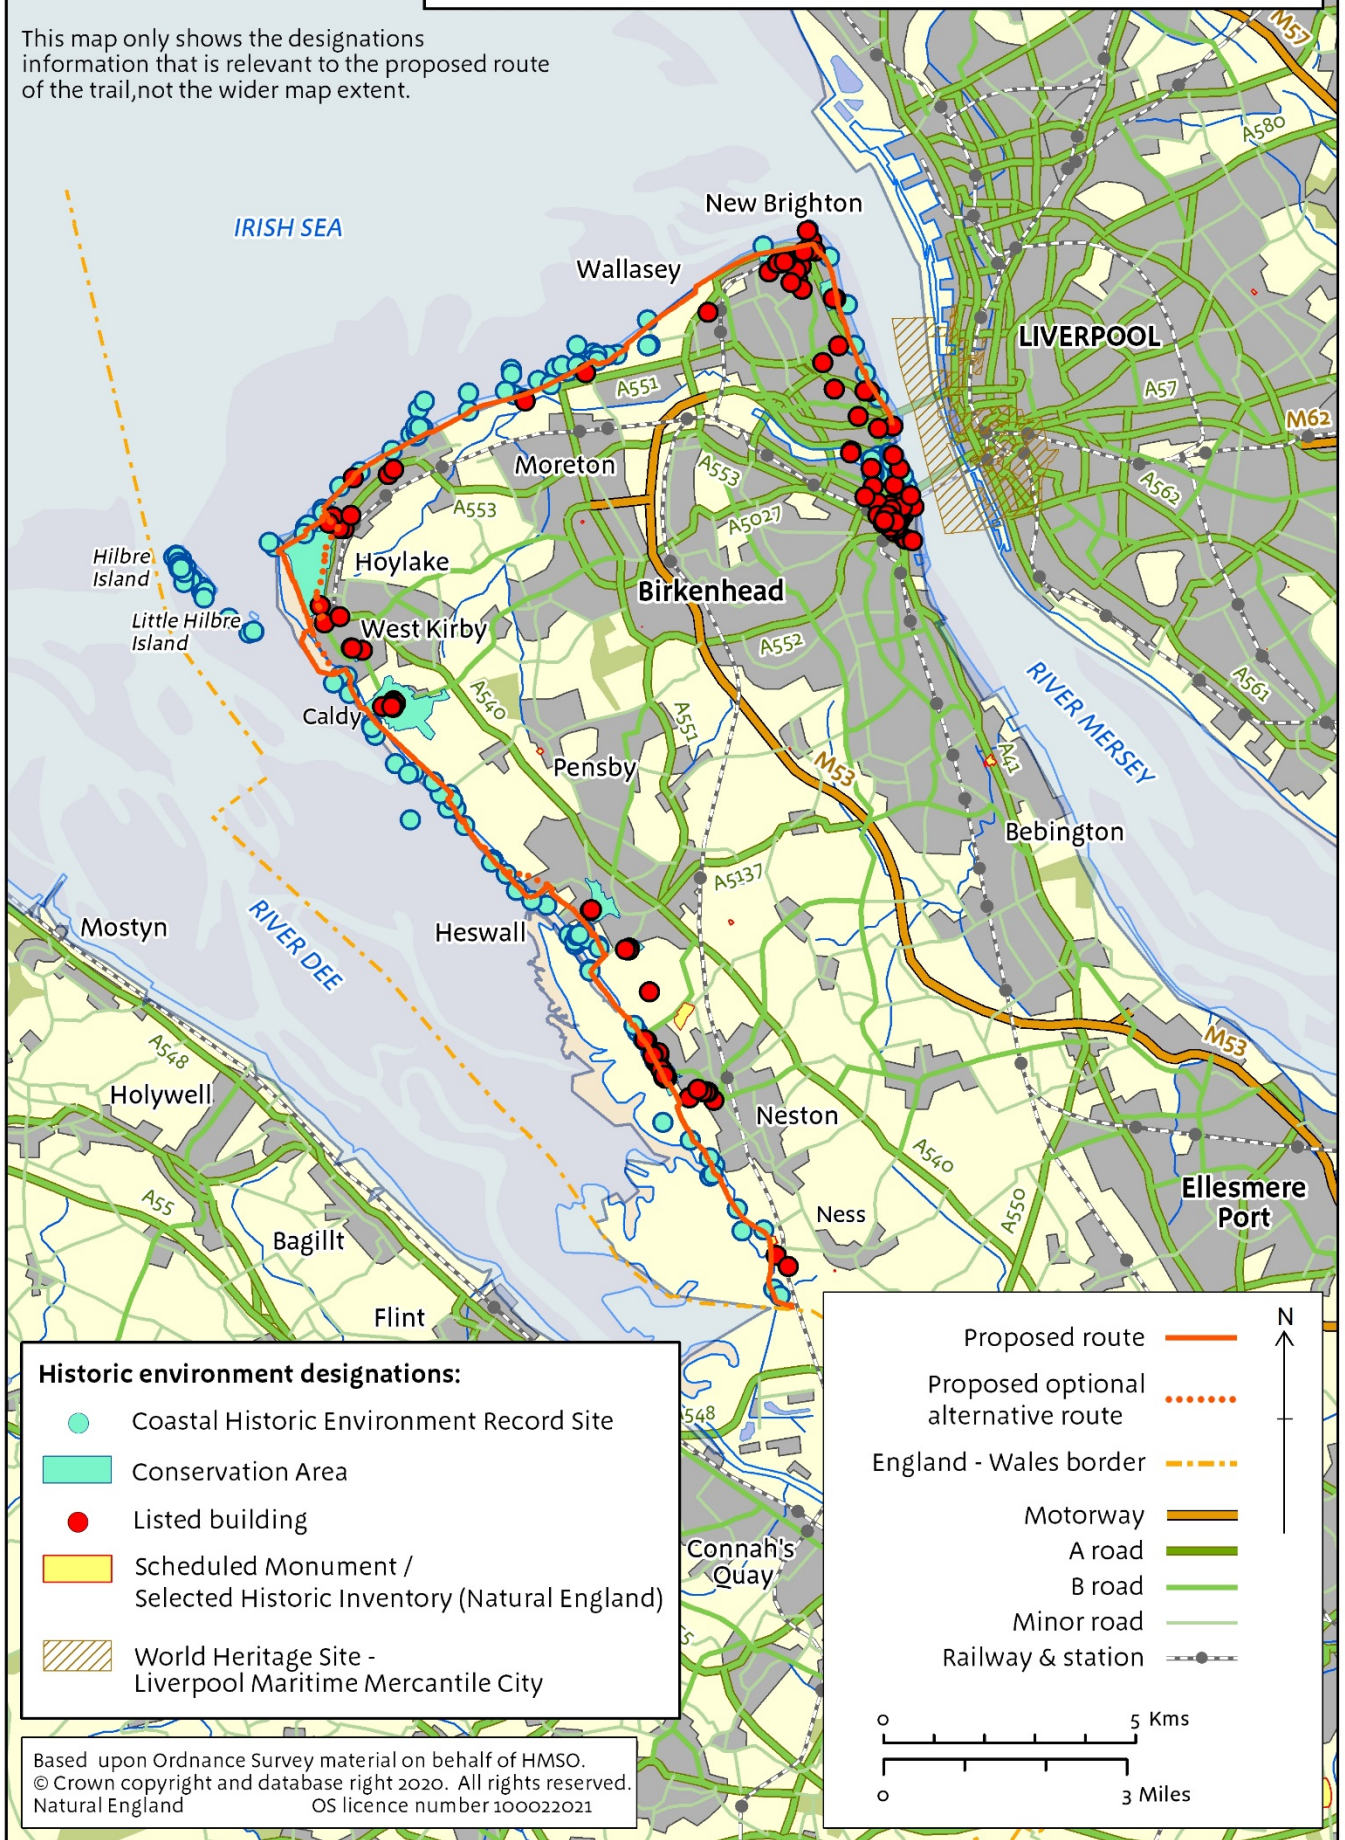 This map only shows the designations
information that is relevant to the proposed route
of the trail,not the wider map extent.
M57
A580
New Brighton
IRISH SEA
Wallasey
LIVERPOOL
A551
A57
M62
Moreton
A553
A562
A553
A5027
Hilbre
Island
Hoylake
Birkenhead
Little Hilbre
Island
West Kirby
A552
RIVER MERSEY
A561
Caldy
A540
A551
A41
Pensby
M53
Bebington
A5137
Mostyn
RIVER DEE
Heswall
A548
M53
Holywell
Neston
A540
A55
A550
Ellesmere
Port
Ness
Bagillt
Flint
Historic environment designations:
Coastal Historic Environment Record Site
Conservation Area
Listed building
Scheduled Monument /
Selected Historic Inventory (Natural England)
World Heritage Site -
Liverpool Maritime Mercantile City
548
Connah's
Quay
5
N
Proposed route
Proposed optional
alternative route
England - Wales border
Motorway
A road
B road
Minor road
Railway & station
0 5 Kms
0 3 Miles
Based upon Ordnance Survey material on behalf of HMSO.
© Crown copyright and database right 2020. All rights reserved.
Natural England OS licence number 100022021